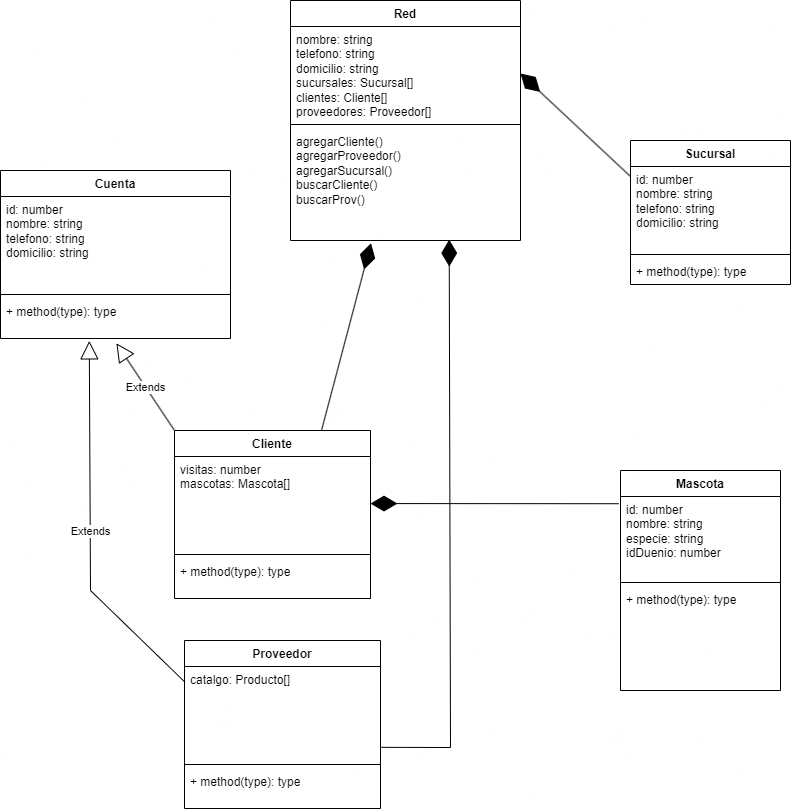 Red
nombre: string
telefono: string
domicilio: string
sucursales: Sucursal[]
clientes: Cliente[]
proveedores: Proveedor[]
agregarCliente()
agregarProveedor()
agregarSucursal()
buscarCliente()
buscarProv()
Sucursal
id: number
nombre: string
telefono: string
domicilio: string
+ method(type): type
Cuenta
id: number
nombre: string
telefono: string
domicilio: string
+ method(type): type
Extends
Extends
Cliente
visitas: number
mascotas: Mascota[]
+ method(type): type
Mascota
id: number
nombre: string
especie: string
idDuenio: number
+ method(type): type
Proveedor
catalgo: Producto[]
+ method(type): type